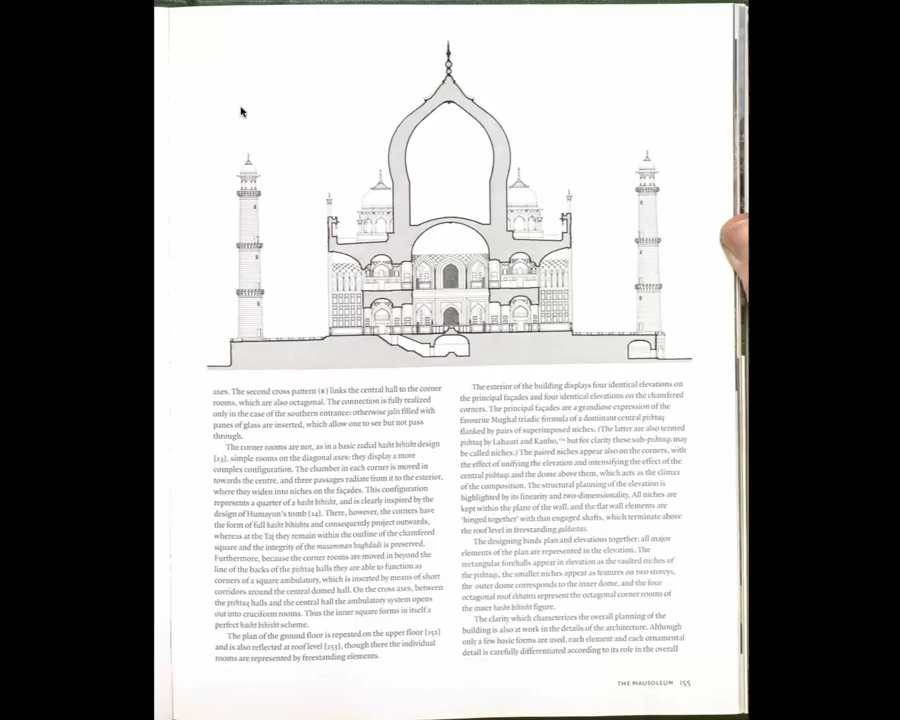 axes. The second cross pattern (x) links the central hall to the corner
rooms, which are also octagonal. The connection is fully realized
only in the case of the southern entrance: otherwise jalis filled with
panes of glass are inserted, which allow one to see but not pass
through.
The corner rooms are not, as in a basic radial hasht bihisht design
[23], simple rooms on the diagonal axes: they display a more
complex configuration. The chamber in each corner is moved in
towards the centre, and three passages radiate from it to the exterior,
where they widen into niches on the façades. This configuration
represents a quarter of a hasht bihisht, and is clearly inspired by the
design of Humayun's tomb [24]. There, however, the corners have
the form of full hasht bihishts and consequently project outwards,
whereas at the Taj they remain within the outline of the chamfered
square and the integrity of the musamman baghdadi is preserved.
Furthermore, because the corner rooms are moved in beyond the
line of the backs of the pishtaq halls they are able to function as
corners of a square ambulatory, which is inserted by means of short
corridors around the central domed hall. On the cross axes, between
the pishtaq halls and the central hall the ambulatory system opens
out into cruciform rooms. Thus the inner square forms in itself a
perfect hasht bihisht scheme.
The plan of the ground floor is repeated on the upper floor [152]
and is also reflected at roof level [153], though there the individual
rooms are represented by freestanding elements.
The exterior of the building displays four identical elevations on
the principal façades and four identical elevations on the chamfered
corners. The principal façades are a grandiose expression of the
favourite Mughal triadic formula of a dominant central pishtaq
flanked by pairs of superimposed niches. (The latter are also termed
pishtaq by Lahauri and Kanbo, but for clarity these sub-pishtaqs may
be called niches.) The paired niches appear also on the corners, with
the effect of unifying the elevation and intensifying the effect of the
central pishtaqs and the dome above them, which acts as the climax
of the composition. The structural planning of the elevation is
highlighted by its linearity and two-dimensionality. All niches are
kept within the plane of the wall, and the flat wall elements are
'hinged together' with thin engaged shafts, which terminate above
the roof level in freestanding guldastas.
The designing binds plan and elevations together: all major
elements of the plan are represented in the elevation. The
rectangular forehalls appear in elevation as the vaulted niches of
the pishtaqs, the smaller niches appear as features on two storeys,
the outer dome corresponds to the inner dome, and the four
octagonal roof chhatris represent the octagonal corner rooms of
the inner hasht bihisht figure.
The clarity which characterizes the overall planning of the
building is also at work in the details of the architecture. Although
only a few basic forms are used, each element and each ornamental
detail is carefully differentiated according to its role in the overall
THE MAUSOLEUM 155